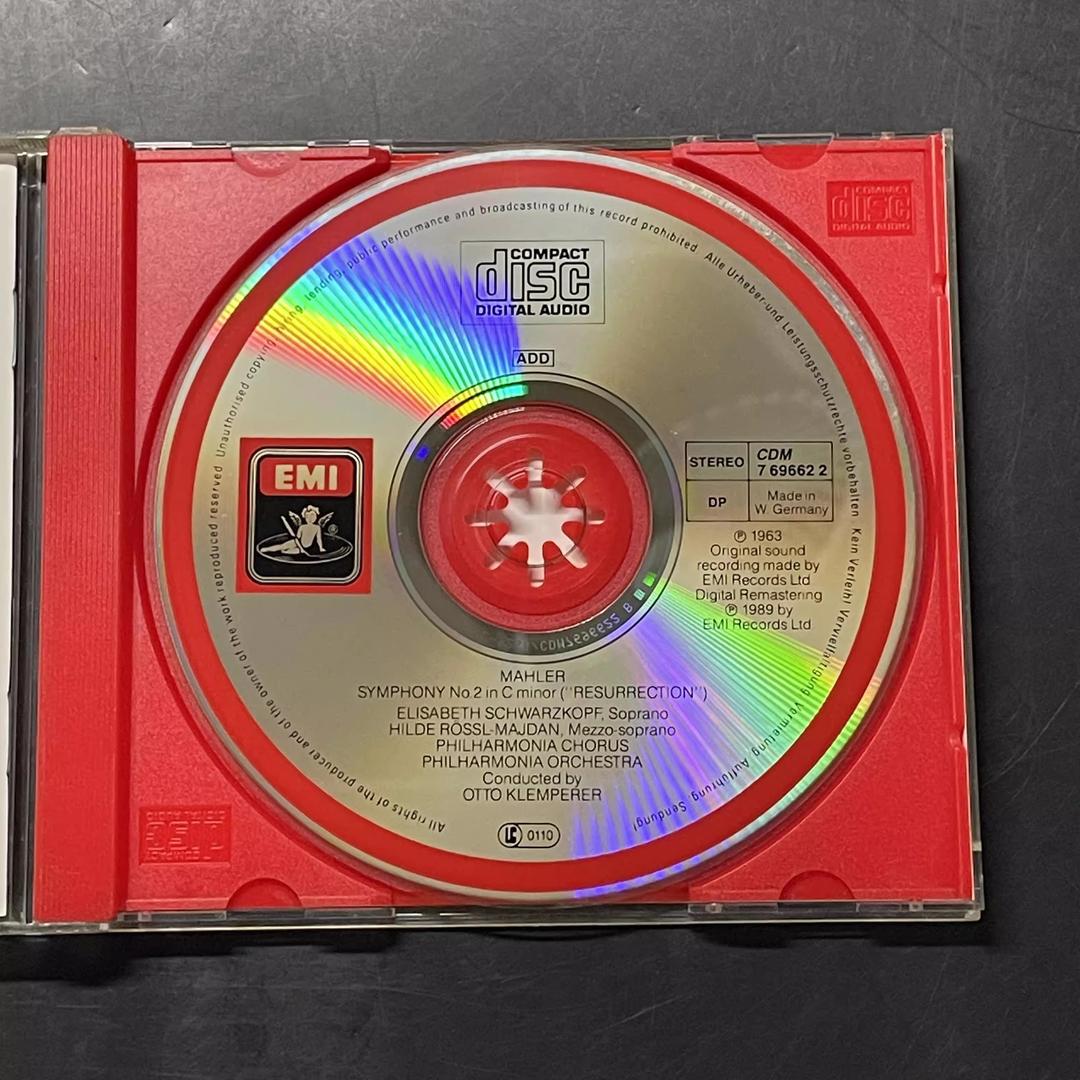 COMPACT
disc
DIGITAL AUDIO
ADD
EMI
®
STEREO
CDM
7 69662 2
DP
Made in
W. Germany
℗ 1963
Original sound
recording made by
EMI Records Ltd
Digital Remastering
℗ 1989 by
EMI Records Ltd
MAHLER
SYMPHONY No.2 in C minor (''RESURRECTION'')
ELISABETH SCHWARZKOPF, Soprano
HILDE RÖSSL-MAJDAN, Mezzo-soprano
PHILHARMONIA CHORUS
PHILHARMONIA ORCHESTRA
Conducted by
OTTO KLEMPERER
LC 0110
All rights of the producer and of the owner of the work reproduced reserved. Unauthorised copying, hiring, lending, public performance and broadcasting of this record prohibited. Alle Urheber-und Leistungsschutzrechte vorbehalten. Kein Verleih! Vervielfältigung, Vermietung, Aufführung, Sendung!
CDM7696622 B
COMPACT
disc
DIGITAL AUDIO
COMPACT
disc
DIGITAL AUDIO